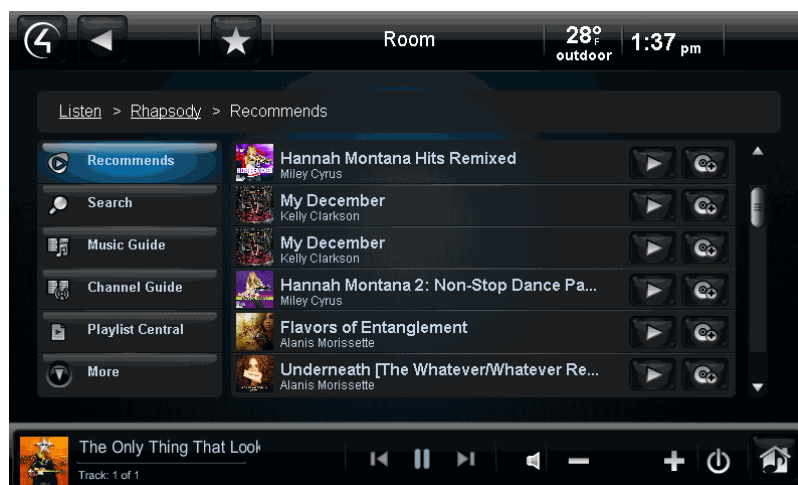 Room
28°F
outdoor
1:37 pm
Listen > Rhapsody > Recommends
Recommends
Search
Music Guide
Channel Guide
Playlist Central
More
Hannah Montana Hits Remixed
Miley Cyrus
My December
Kelly Clarkson
My December
Kelly Clarkson
Hannah Montana 2: Non-Stop Dance Pa...
Miley Cyrus
Flavors of Entanglement
Alanis Morissette
Underneath [The Whatever/Whatever Re...
Alanis Morissette
The Only Thing That Look
Track: 1 of 1